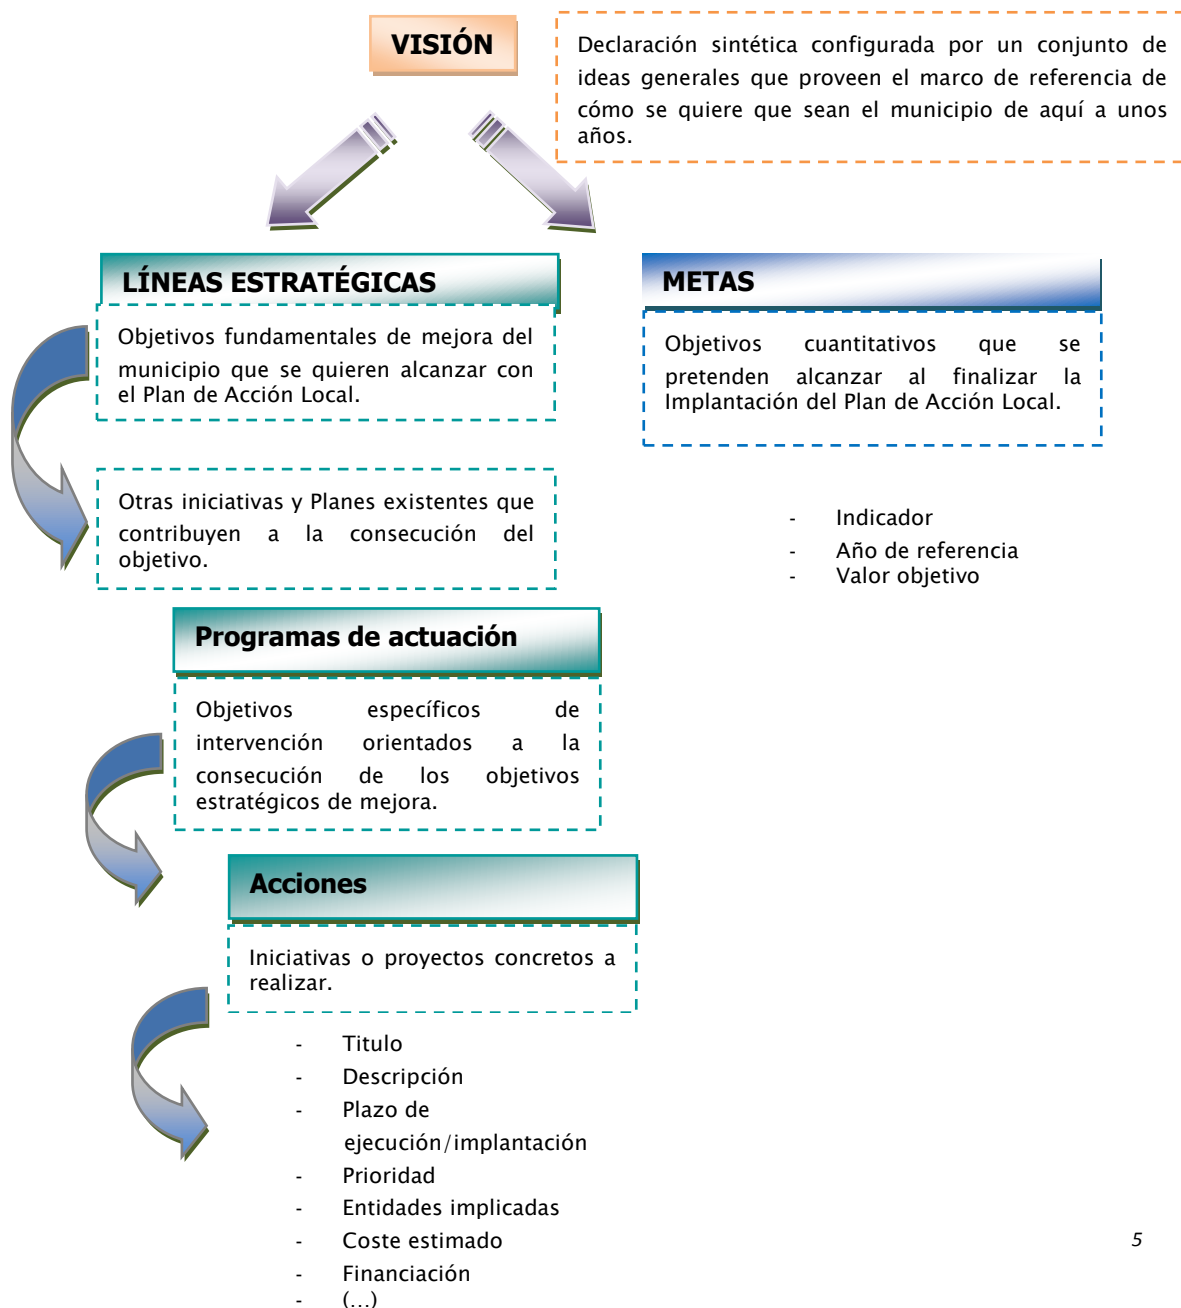 VISIÓN
Declaración sintética configurada por un conjunto de
ideas generales que proveen el marco de referencia de
cómo se quiere que sean el municipio de aquí a unos
años.
LÍNEAS ESTRATÉGICAS
Objetivos fundamentales de mejora del
municipio que se quieren alcanzar con
el Plan de Acción Local.
Otras iniciativas y Planes existentes que
contribuyen a la consecución del
objetivo.
METAS
Objetivos cuantitativos que se
pretenden alcanzar al finalizar la
Implantación del Plan de Acción Local.
- Indicador
- Año de referencia
- Valor objetivo
Programas de actuación
Objetivos específicos de
intervención orientados a la
consecución de los objetivos
estratégicos de mejora.
Acciones
Iniciativas o proyectos concretos a
realizar.
- Titulo
- Descripción
- Plazo de
ejecución/implantación
- Prioridad
- Entidades implicadas
- Coste estimado
- Financiación
- (...)
5